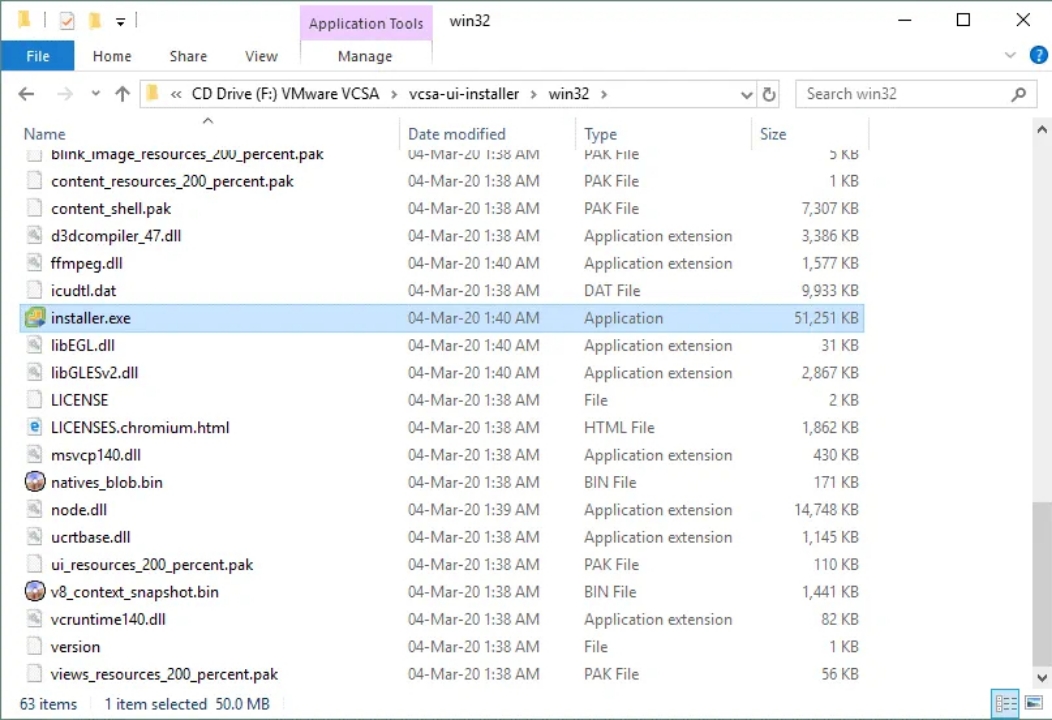 Application Tools win32
File Home Share View Manage
« CD Drive (F:) VMware VCSA > vcsa-ui-installer > win32 > Search win32
Name Date modified Type Size
blink_image_resources_200_percent.pak 04-Mar-20 1:38 AM PAK File 5 KB
content_resources_200_percent.pak 04-Mar-20 1:38 AM PAK File 1 KB
content_shell.pak 04-Mar-20 1:38 AM PAK File 7,307 KB
d3dcompiler_47.dll 04-Mar-20 1:38 AM Application extension 3,386 KB
ffmpeg.dll 04-Mar-20 1:40 AM Application extension 1,577 KB
icudtl.dat 04-Mar-20 1:38 AM DAT File 9,933 KB
installer.exe 04-Mar-20 1:40 AM Application 51,251 KB
libEGL.dll 04-Mar-20 1:40 AM Application extension 31 KB
libGLESv2.dll 04-Mar-20 1:40 AM Application extension 2,867 KB
LICENSE 04-Mar-20 1:38 AM File 2 KB
LICENSES.chromium.html 04-Mar-20 1:38 AM HTML File 1,862 KB
msvcp140.dll 04-Mar-20 1:38 AM Application extension 430 KB
natives_blob.bin 04-Mar-20 1:38 AM BIN File 171 KB
node.dll 04-Mar-20 1:39 AM Application extension 14,748 KB
ucrtbase.dll 04-Mar-20 1:38 AM Application extension 1,145 KB
ui_resources_200_percent.pak 04-Mar-20 1:38 AM PAK File 110 KB
v8_context_snapshot.bin 04-Mar-20 1:38 AM BIN File 1,441 KB
vcruntime140.dll 04-Mar-20 1:38 AM Application extension 82 KB
version 04-Mar-20 1:38 AM File 1 KB
views_resources_200_percent.pak 04-Mar-20 1:38 AM PAK File 56 KB
63 items 1 item selected 50.0 MB